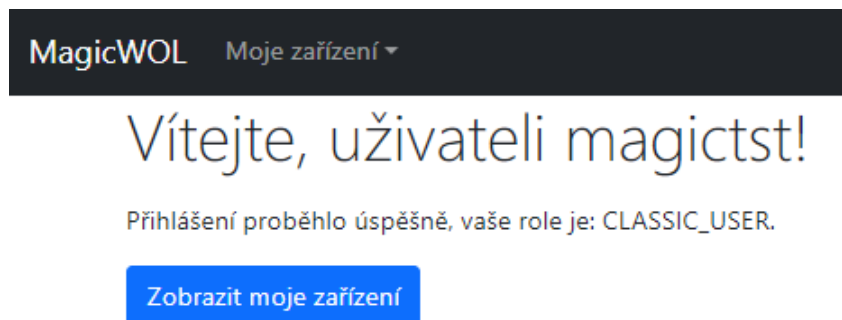 MagicWOL Moje zařízení
Vítejte, uživateli magictst!
Přihlášení proběhlo úspěšně, vaše role je: CLASSIC_USER.
Zobrazit moje zařízení